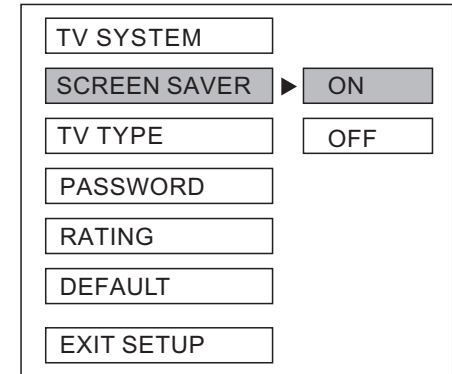 TV SYSTEM
SCREEN SAVER ▶ ON
TV TYPE OFF
PASSWORD
RATING
DEFAULT
EXIT SETUP